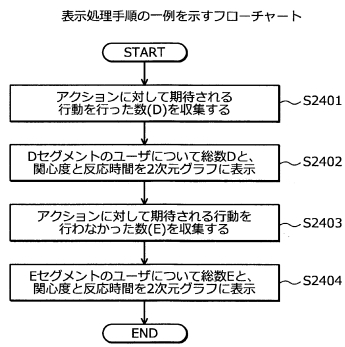 表示処理手順の一例を示すフローチャート
START
アクションに対して期待される
行動を行った数(D)を収集する
S2401
Dセグメントのユーザについて総数Dと、
関心度と反応時間を2次元グラフに表示
S2402
アクションに対して期待される行動を
行わなかった数(E)を収集する
S2403
Eセグメントのユーザについて総数Eと、
関心度と反応時間を2次元グラフに表示
S2404
END